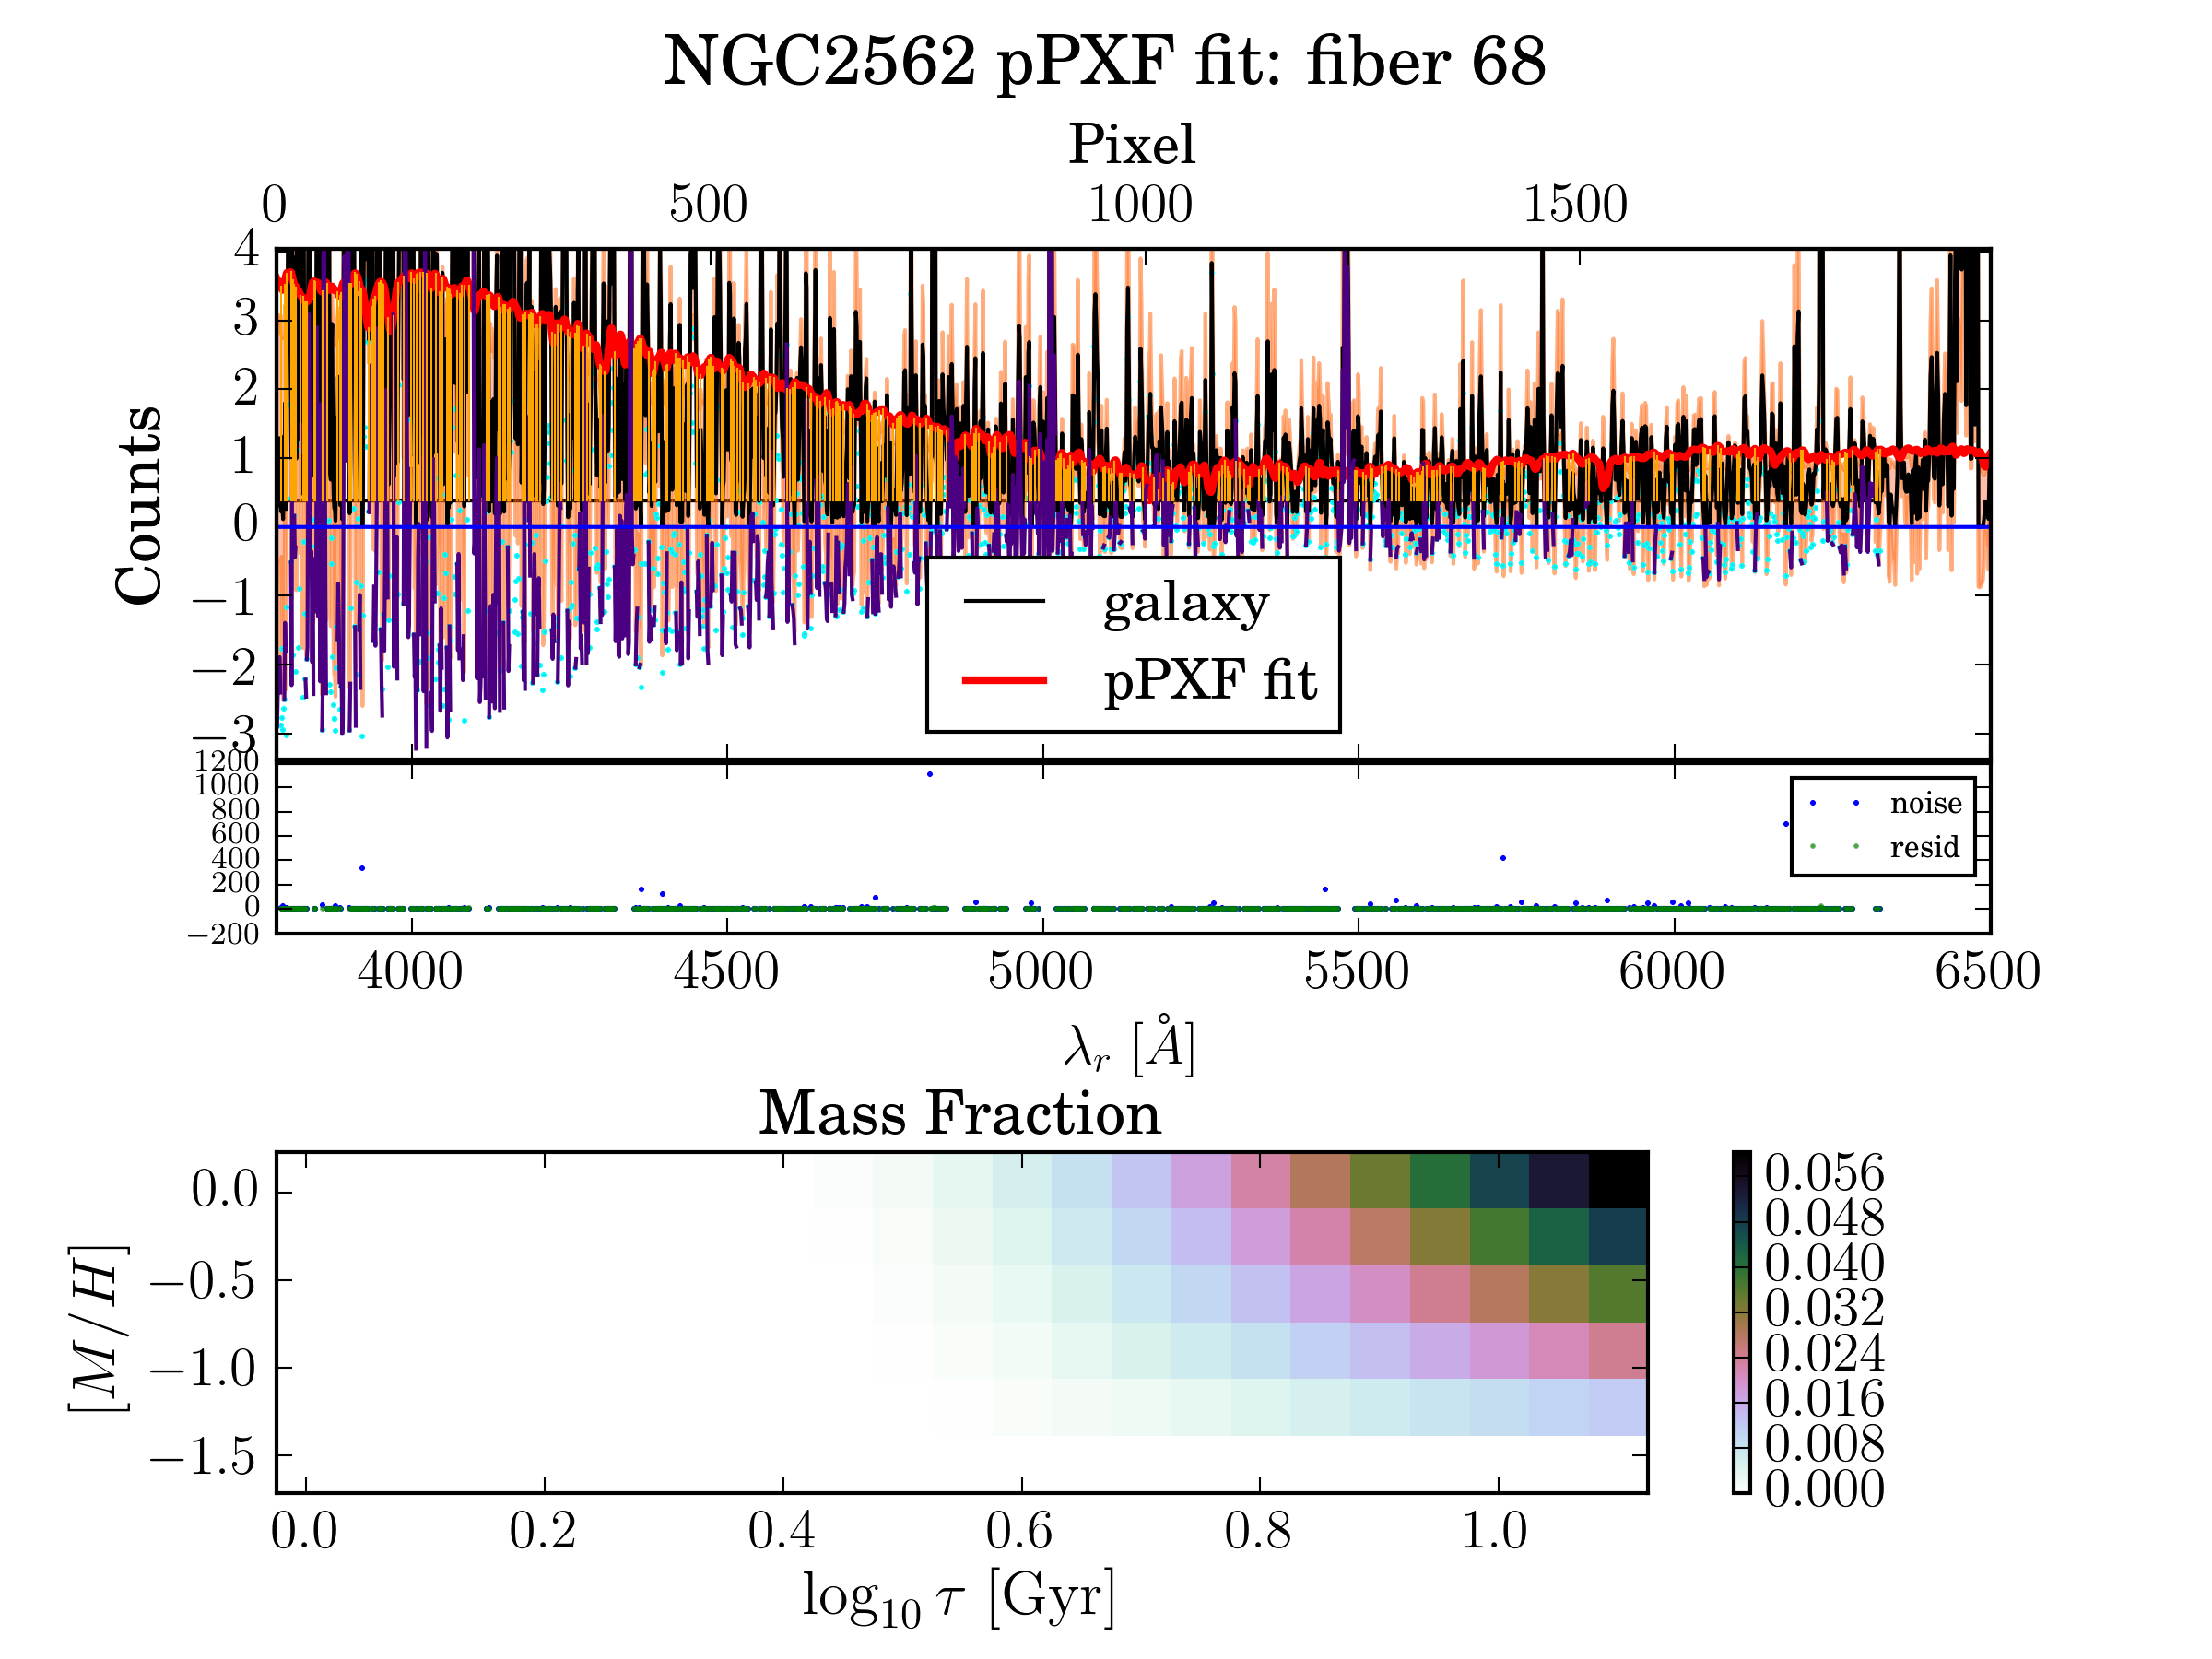 NGC2562 pPXF fit: fiber 68
Pixel
0 500 1000 1500
4
3
2
1
0
−1
−2
−3
Counts
galaxy
pPXF fit
1200
1000
800
600
400
200
0
−200
noise
resid
4000 4500 5000 5500 6000 6500
λ_r [Å]
Mass Fraction
0.0
−0.5
−1.0
−1.5
[M/H]
0.056
0.048
0.040
0.032
0.024
0.016
0.008
0.000
0.0 0.2 0.4 0.6 0.8 1.0
log₁₀ τ [Gyr]